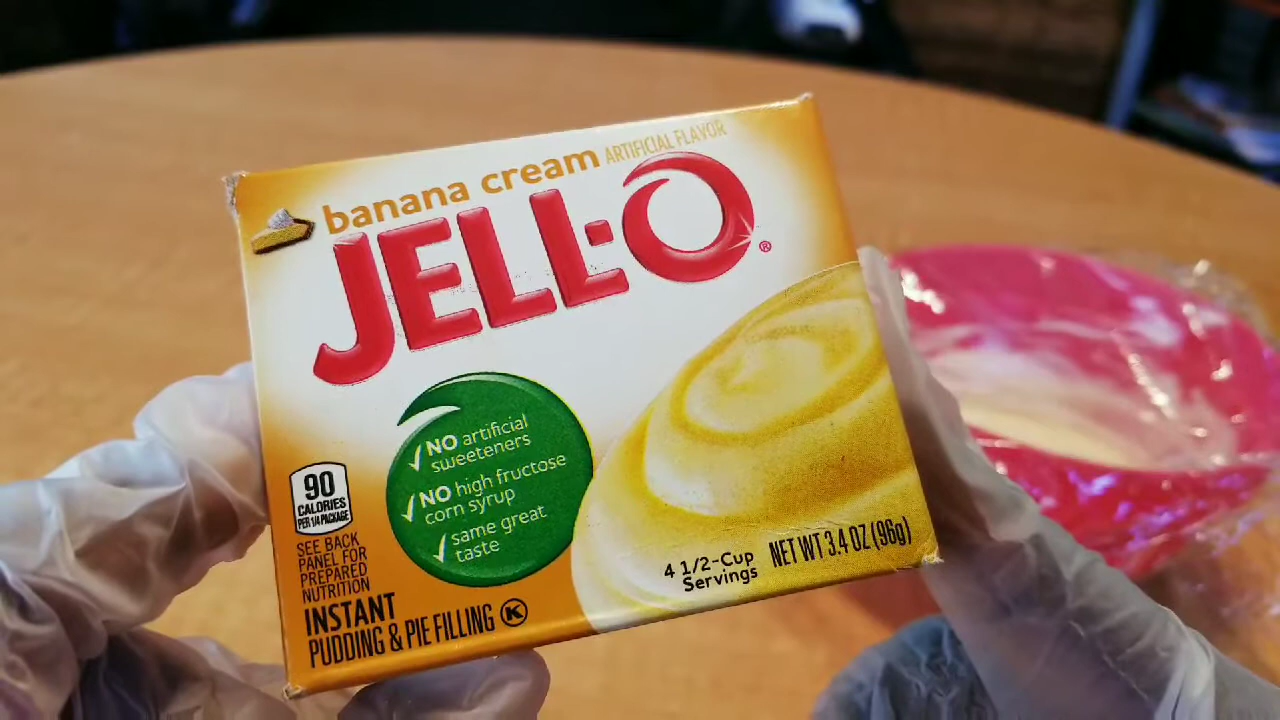 banana cream ARTIFICIAL FLAVOR
JELL-O®
✓NO artificial
sweeteners
✓NO high fructose
corn syrup
✓same great
taste
90
CALORIES
PER 1/4 PACKAGE
SEE BACK
PANEL FOR
PREPARED
NUTRITION
INSTANT
PUDDING & PIE FILLING K
4 1/2-Cup
Servings
NET WT 3.4 OZ (96g)